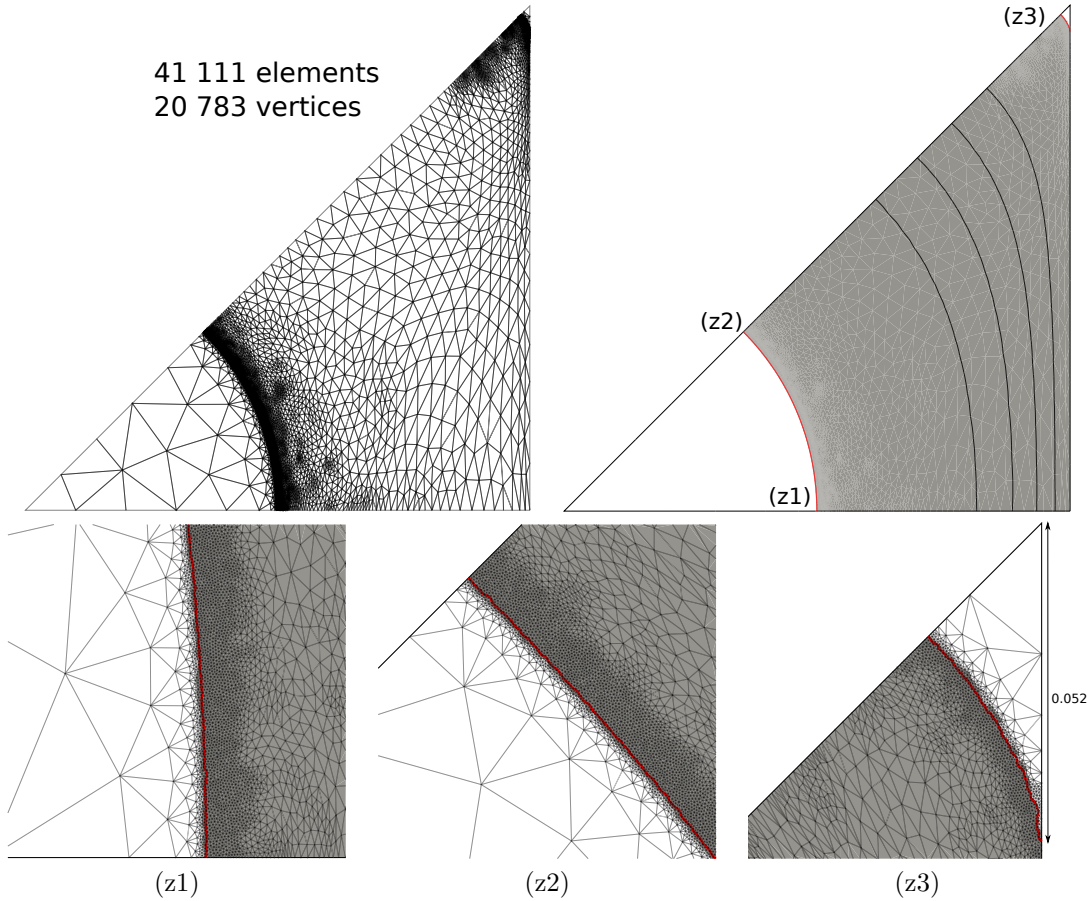 41 111 elements
20 783 vertices
(z3)
(z2)
(z1)
0.052
(z1)
(z2)
(z3)